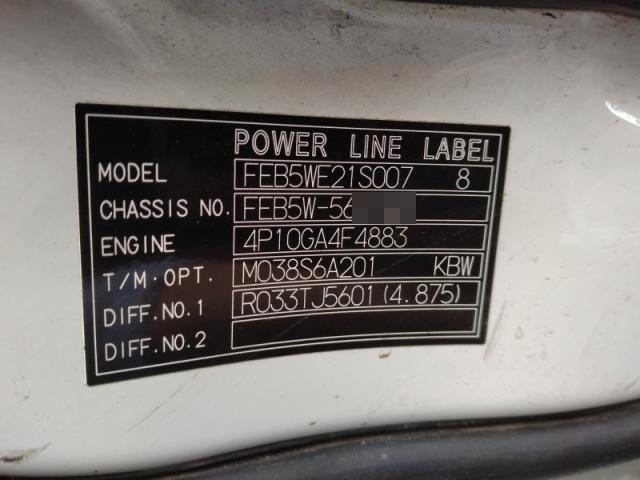 POWER LINE LABEL
MODEL FEB5WE21S007 8
CHASSIS NO. FEB5W-56
ENGINE 4P10GA4F4883
T/M·OPT. M038S6A201 KBW
DIFF.NO.1 R033TJ5601(4.875)
DIFF.NO.2